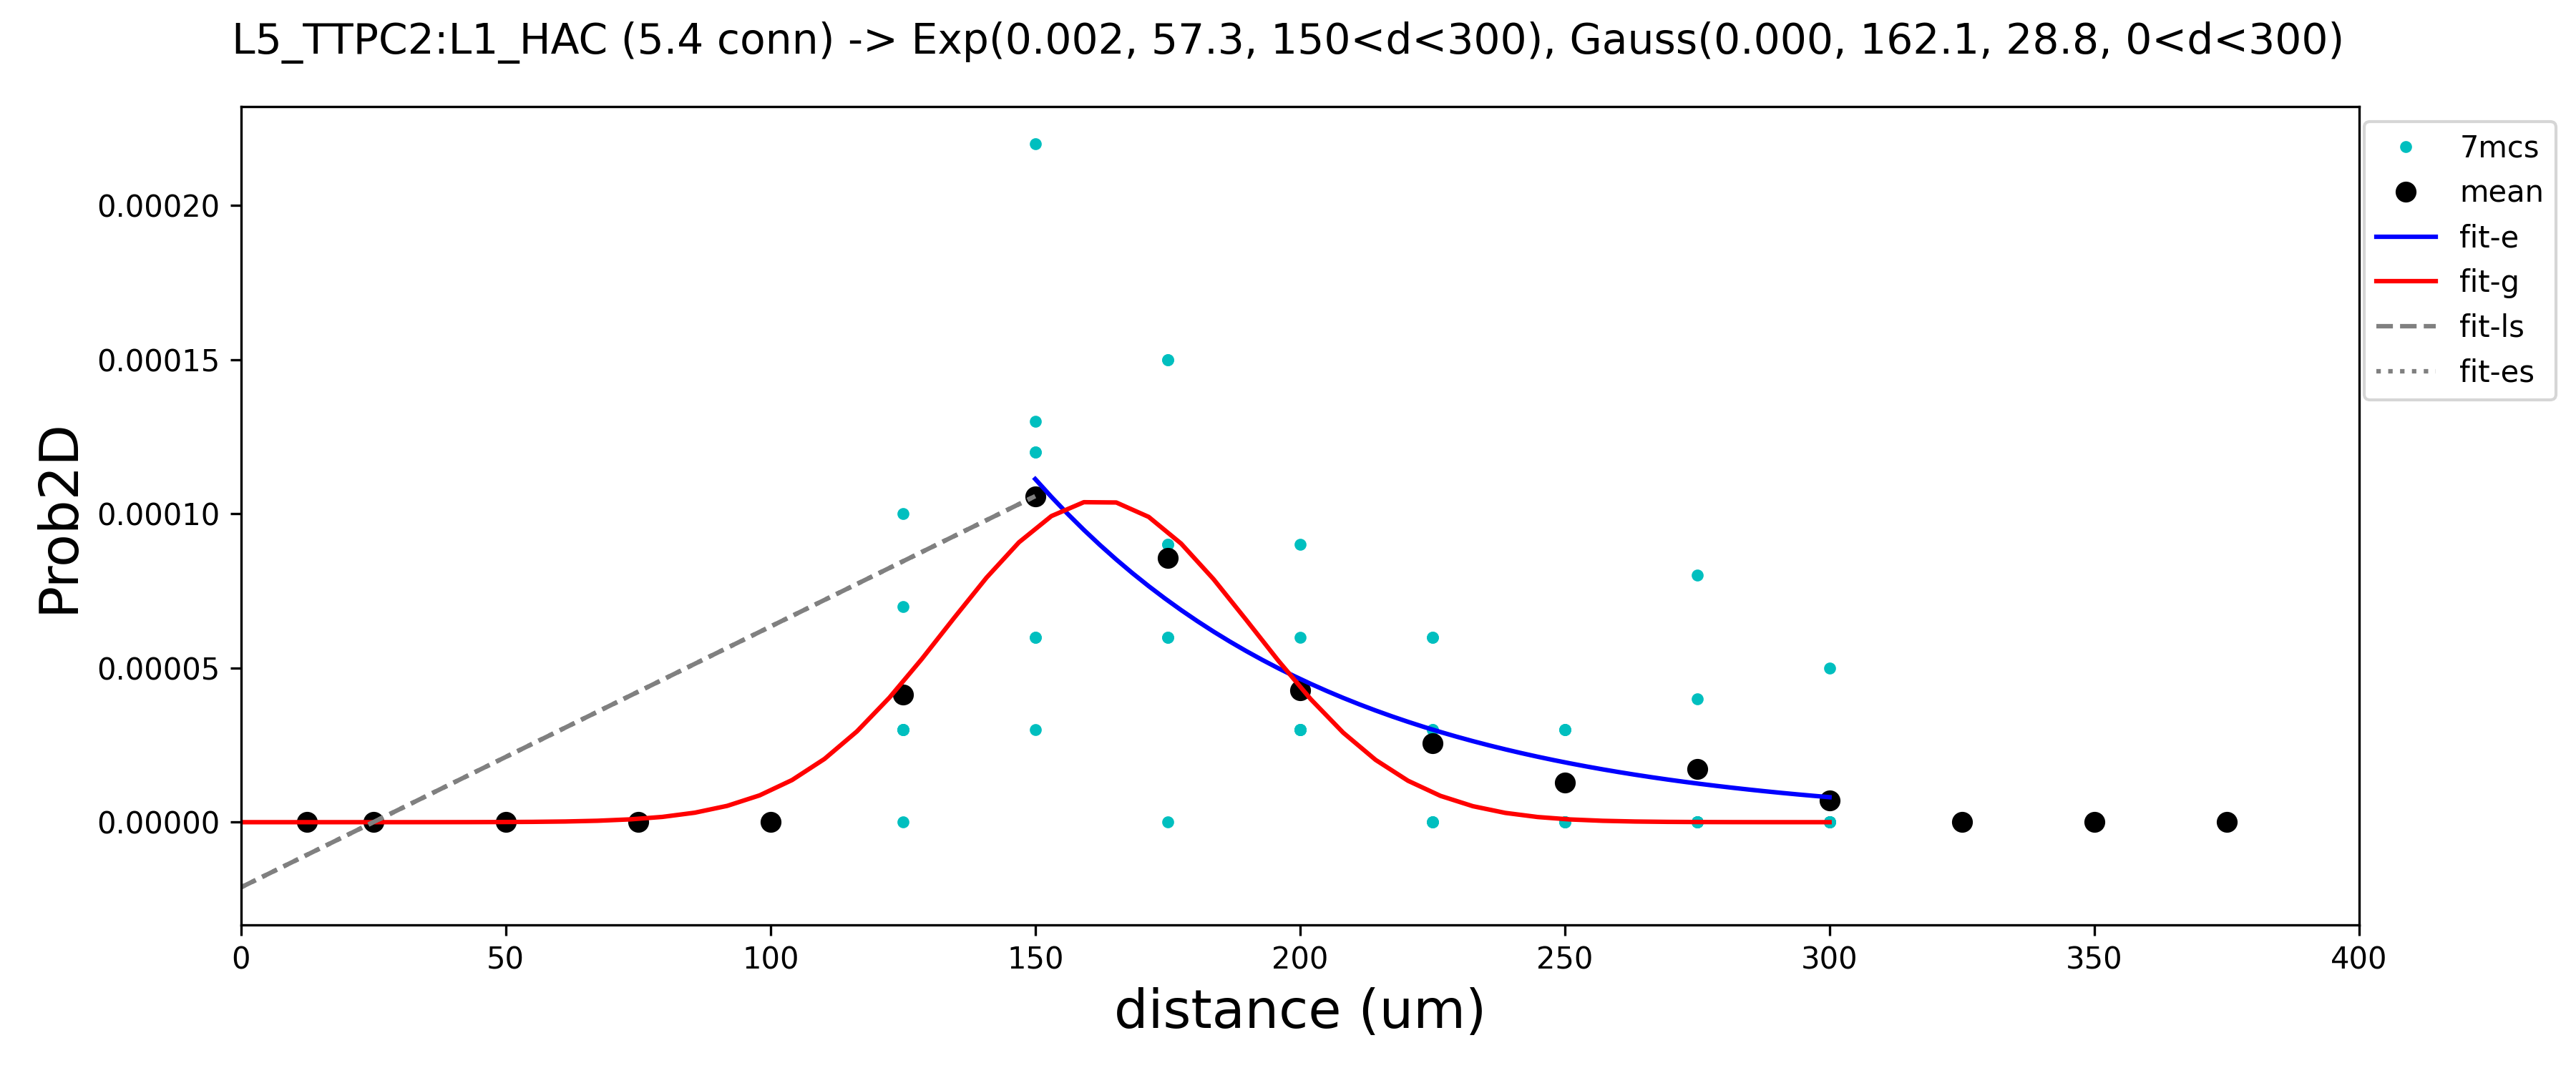 L5_TTPC2:L1_HAC (5.4 conn) -> Exp(0.002, 57.3, 150<d<300), Gauss(0.000, 162.1, 28.8, 0<d<300)
7mcs
mean
fit-e
fit-g
fit-ls
fit-es
Prob2D
0.00020
0.00015
0.00010
0.00005
0.00000
0 50 100 150 200 250 300 350 400
distance (um)